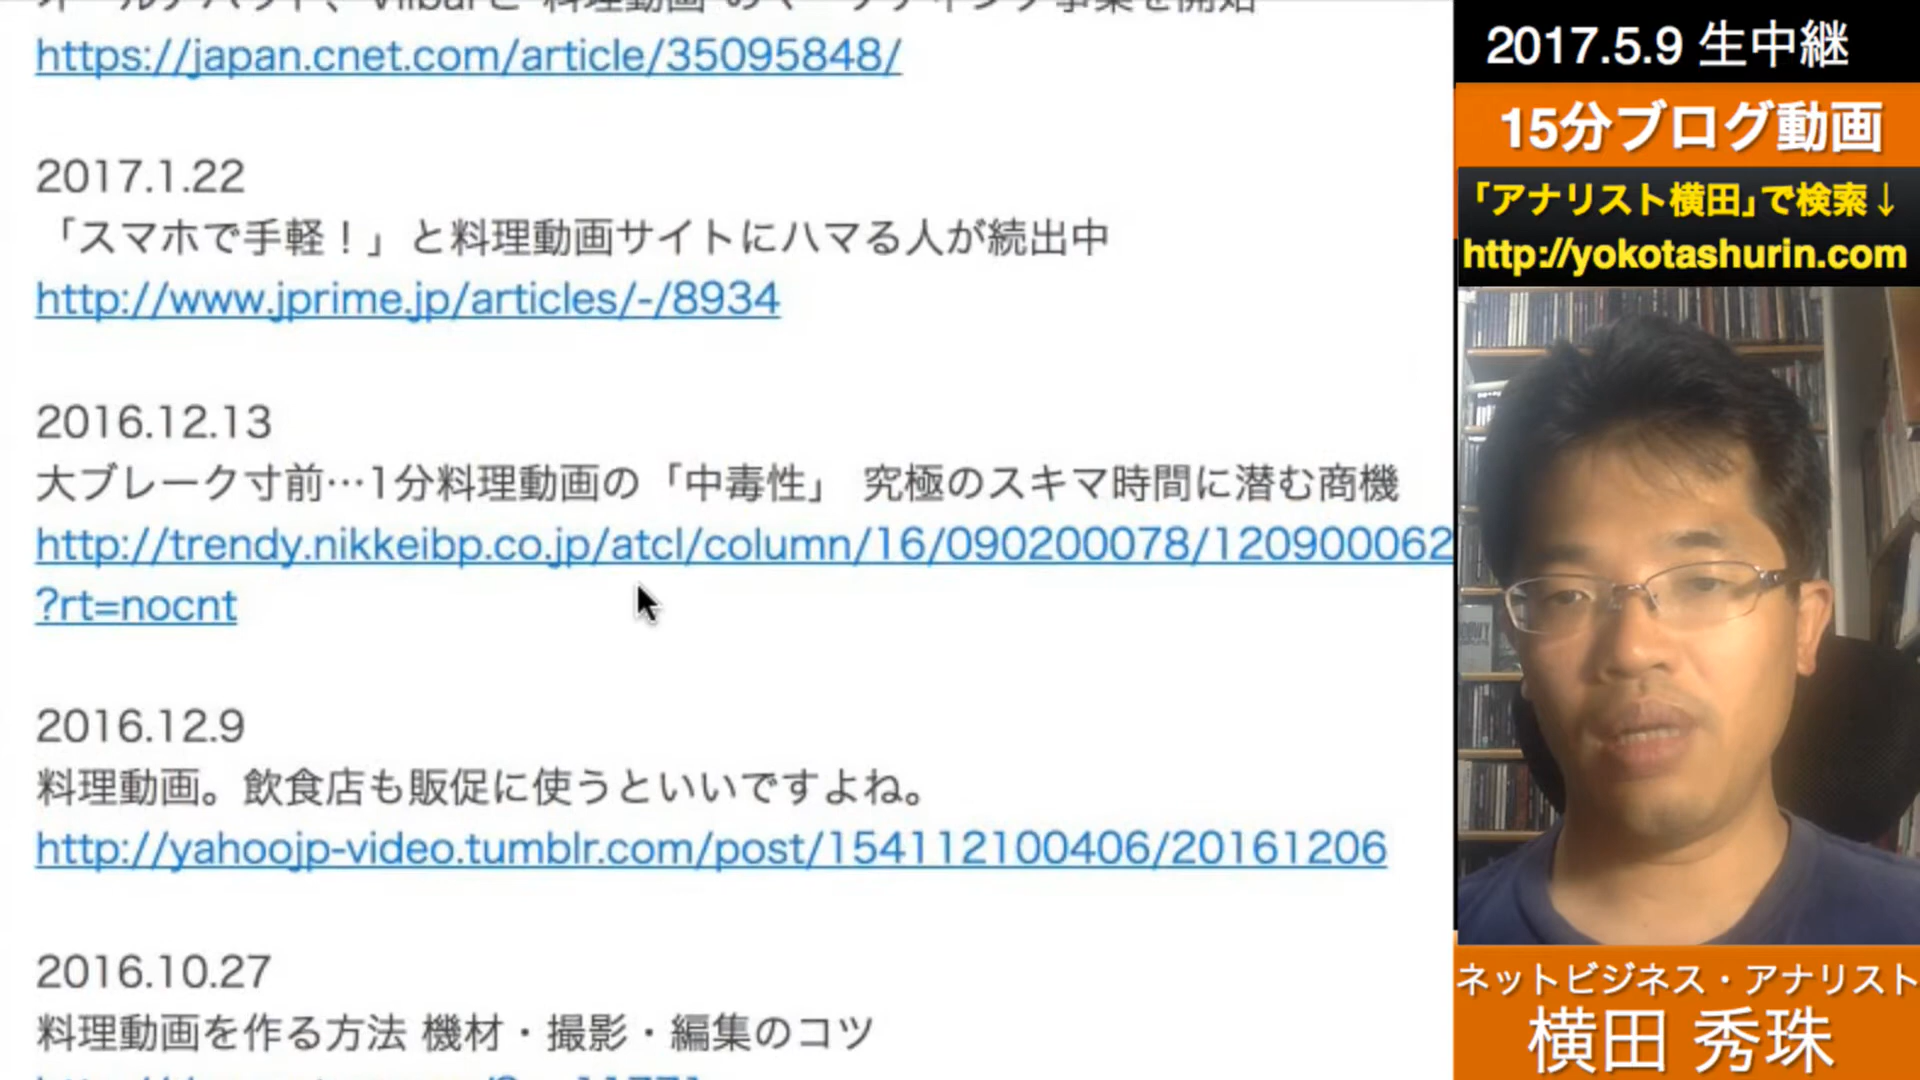 https://japan.cnet.com/article/35095848/
2017.1.22
「スマホで手軽！」と料理動画サイトにハマる人が続出中
http://www.jprime.jp/articles/-/8934
2016.12.13
大ブレーク寸前…1分料理動画の「中毒性」 究極のスキマ時間に潜む商機
http://trendy.nikkeibp.co.jp/atcl/column/16/090200078/120900062
?rt=nocnt
2016.12.9
料理動画。飲食店も販促に使うといいですよね。
http://yahoojp-video.tumblr.com/post/154112100406/20161206
2016.10.27
料理動画を作る方法 機材・撮影・編集のコツ
2017.5.9 生中継
15分ブログ動画
「アナリスト横田」で検索↓
http://yokotashurin.com
ネットビジネス・アナリスト
横田 秀珠